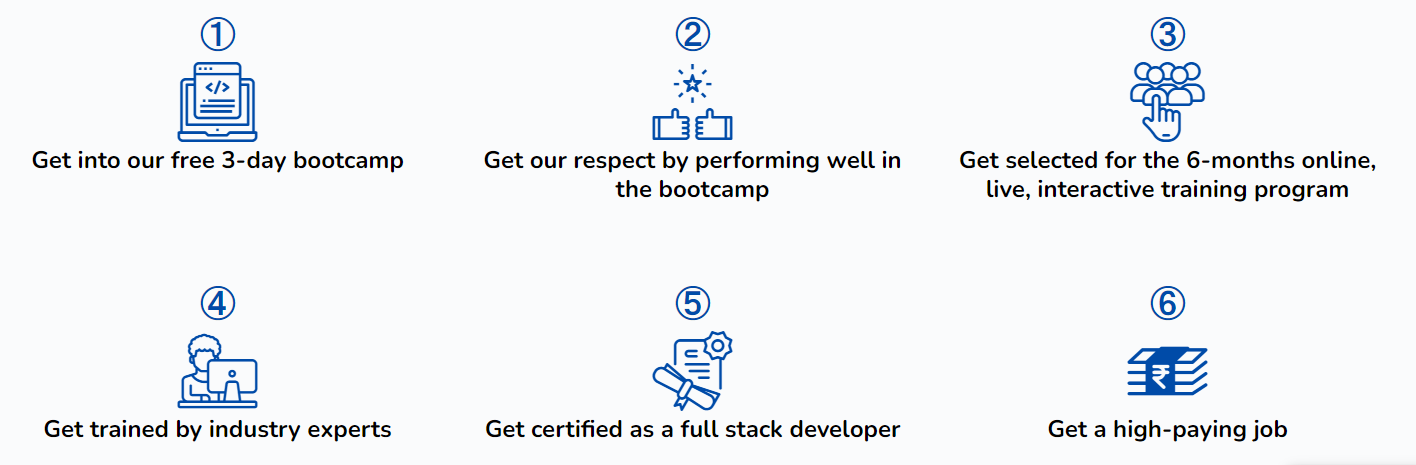 ①
②
③
</>
Get into our free 3-day bootcamp
Get our respect by performing well in
the bootcamp
Get selected for the 6-months online,
live, interactive training program
④
⑤
⑥
₹
Get trained by industry experts
Get certified as a full stack developer
Get a high-paying job